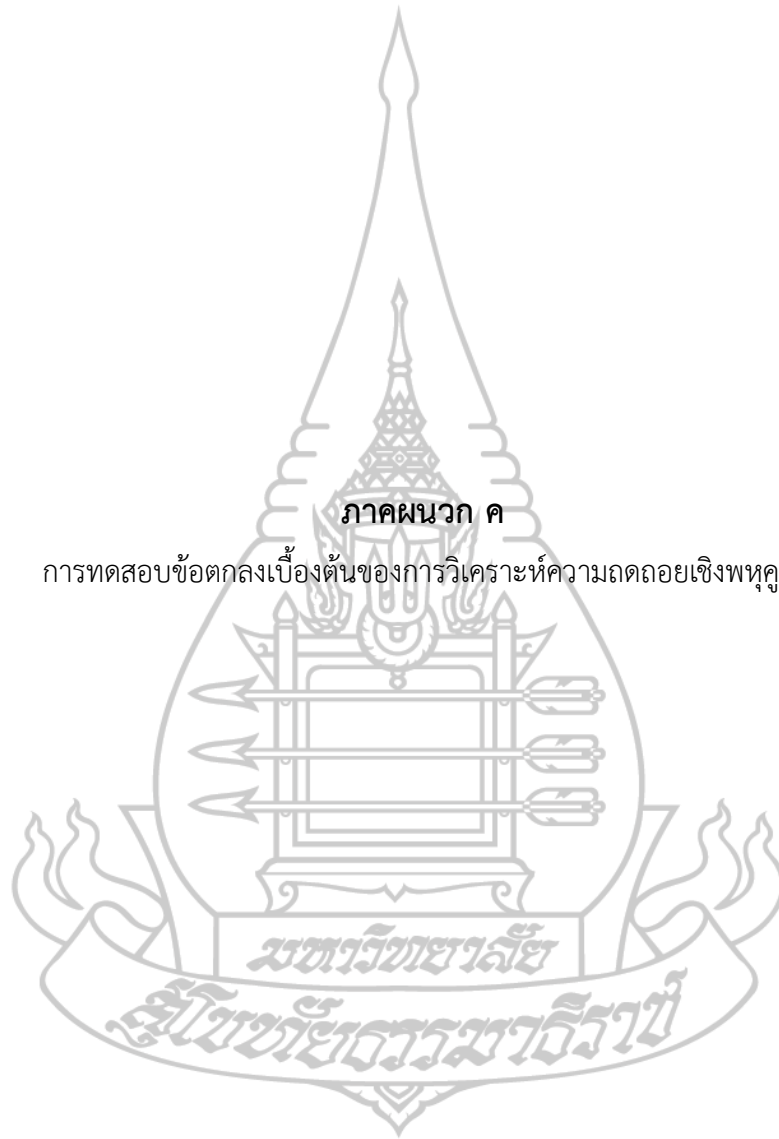 ภาคผนวก ค
การทดสอบข้อตกลงเบื้องต้นของการวิเคราะห์ความถดถอยเชิงพหุคู
มหาวิทยาลัย
สุโขทัยธรรมาธิราช